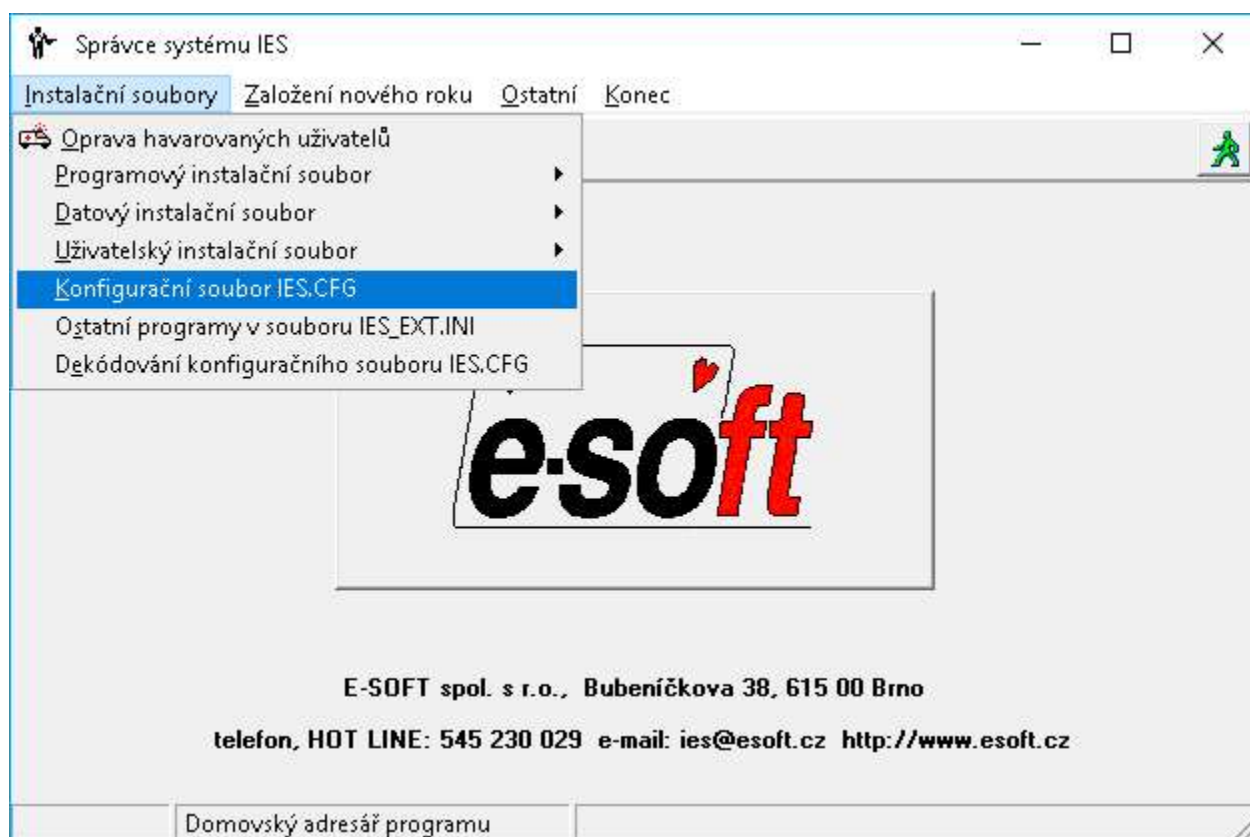 Správce systému IES
Instalační soubory Založení nového roku Ostatní Konec
Oprava havarovaných uživatelů
Programový instalační soubor
Datový instalační soubor
Uživatelský instalační soubor
Konfigurační soubor IES.CFG
Ostatní programy v souboru IES_EXT.INI
Dekódování konfiguračního souboru IES.CFG
e-soft
E-SOFT spol. s r.o., Bubeníčkova 38, 615 00 Brno
telefon, HOT LINE: 545 230 029 e-mail: ies@esoft.cz http://www.esoft.cz
Domovský adresář programu